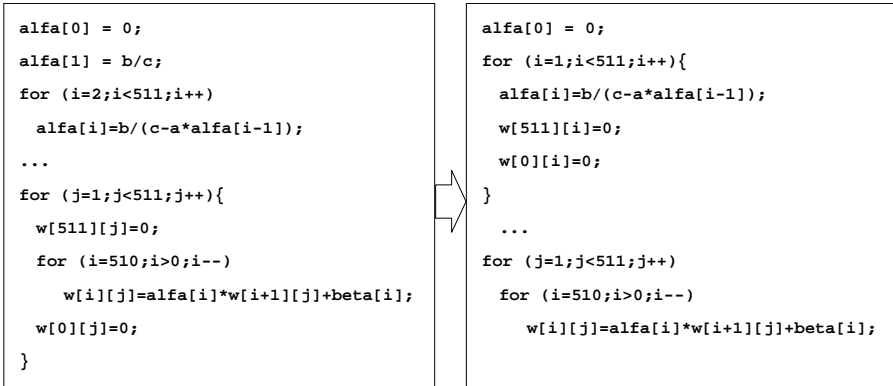 alfa[0] = 0;
alfa[1] = b/c;
for (i=2;i<511;i++)
alfa[i]=b/(c-a*alfa[i-1]);
...
for (j=1;j<511;j++){
w[511][j]=0;
for (i=510;i>0;i--)
w[i][j]=alfa[i]*w[i+1][j]+beta[i];
w[0][j]=0;
}
alfa[0] = 0;
for (i=1;i<511;i++){
alfa[i]=b/(c-a*alfa[i-1]);
w[511][i]=0;
w[0][i]=0;
}
...
for (j=1;j<511;j++)
for (i=510;i>0;i--)
w[i][j]=alfa[i]*w[i+1][j]+beta[i];